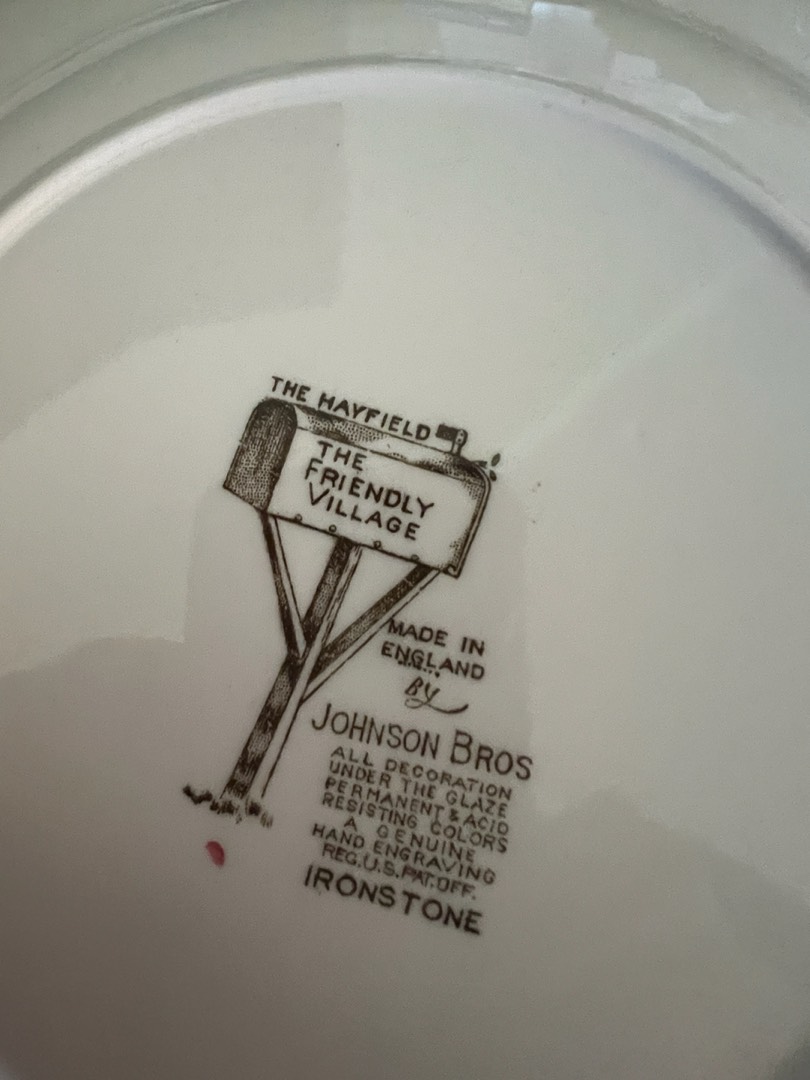 THE HAYFIELD
THE
FRIENDLY
VILLAGE
MADE IN
ENGLAND
BY
JOHNSON BROS
ALL DECORATION
UNDER THE GLAZE
PERMANENT & ACID
RESISTING COLORS
A GENUINE
HAND ENGRAVING
REG.U.S.PAT.OFF.
IRONSTONE